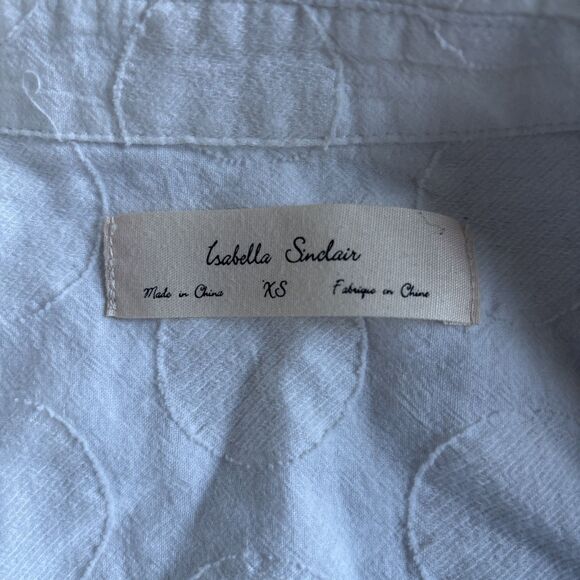 Isabella Sinclair
Made in China XS Fabrique en Chine